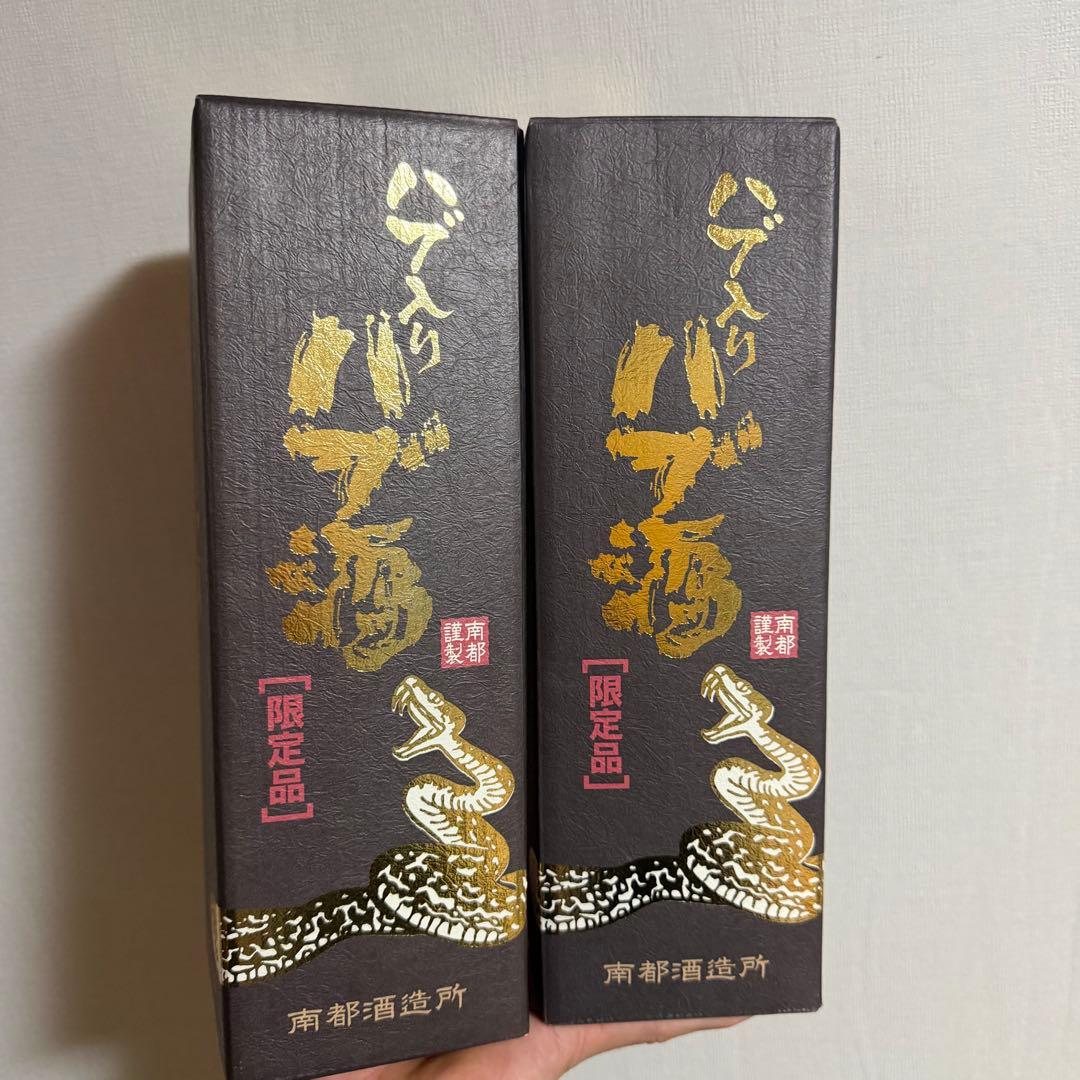 ハブ入り
ハブ酒
南都
謹製
[限定品]
南都酒造所
ハブ入り
ハブ酒
南都
謹製
[限定品]
南都酒造所